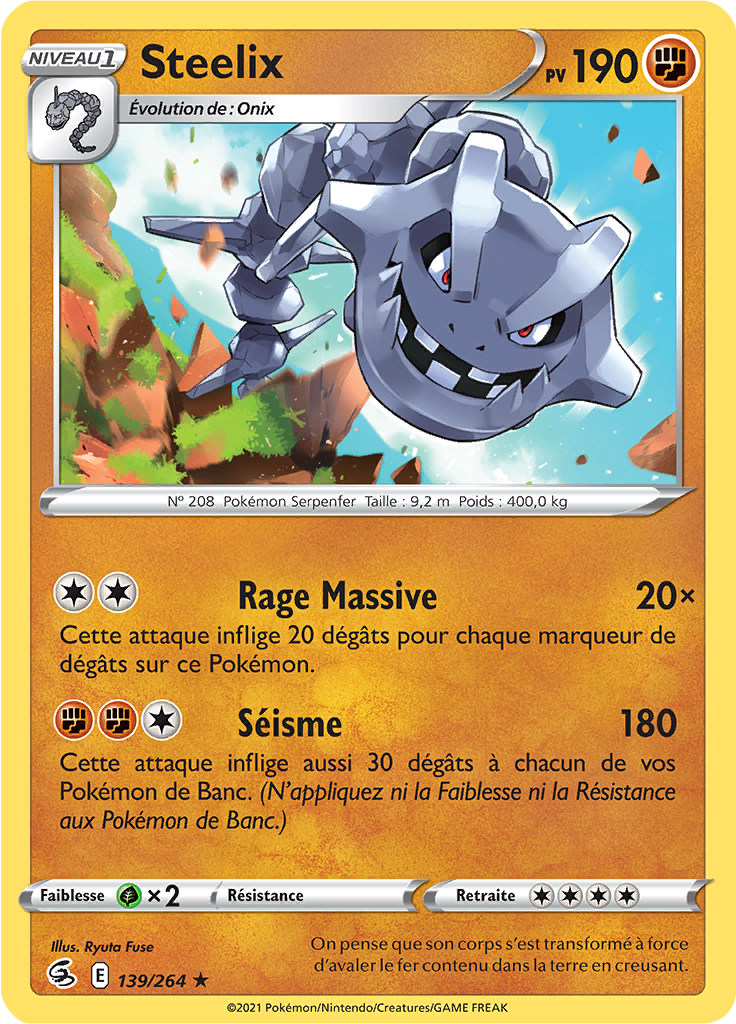 NIVEAU 1
Steelix
PV 190
Évolution de : Onix
Nº 208 Pokémon Serpenfer Taille : 9,2 m Poids : 400,0 kg
Rage Massive 20×
Cette attaque inflige 20 dégâts pour chaque marqueur de
dégâts sur ce Pokémon.
Séisme 180
Cette attaque inflige aussi 30 dégâts à chacun de vos
Pokémon de Banc. (N'appliquez ni la Faiblesse ni la Résistance
aux Pokémon de Banc.)
Faiblesse ×2 Résistance Retraite
Illus. Ryuta Fuse
E 139/264 ★
On pense que son corps s'est transformé à force
d'avaler le fer contenu dans la terre en creusant.
©2021 Pokémon/Nintendo/Creatures/GAME FREAK